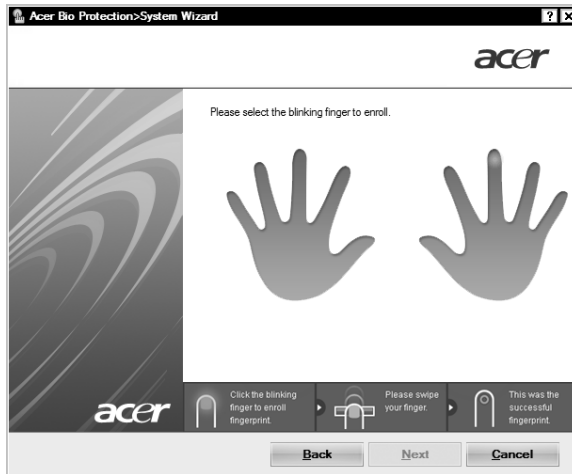 Acer Bio Protection>System Wizard
acer
Please select the blinking finger to enroll.
acer
Click the blinking
finger to enroll
fingerprint.
Please swipe
your finger.
This was the
successful
fingerprint.
Back
Next
Cancel